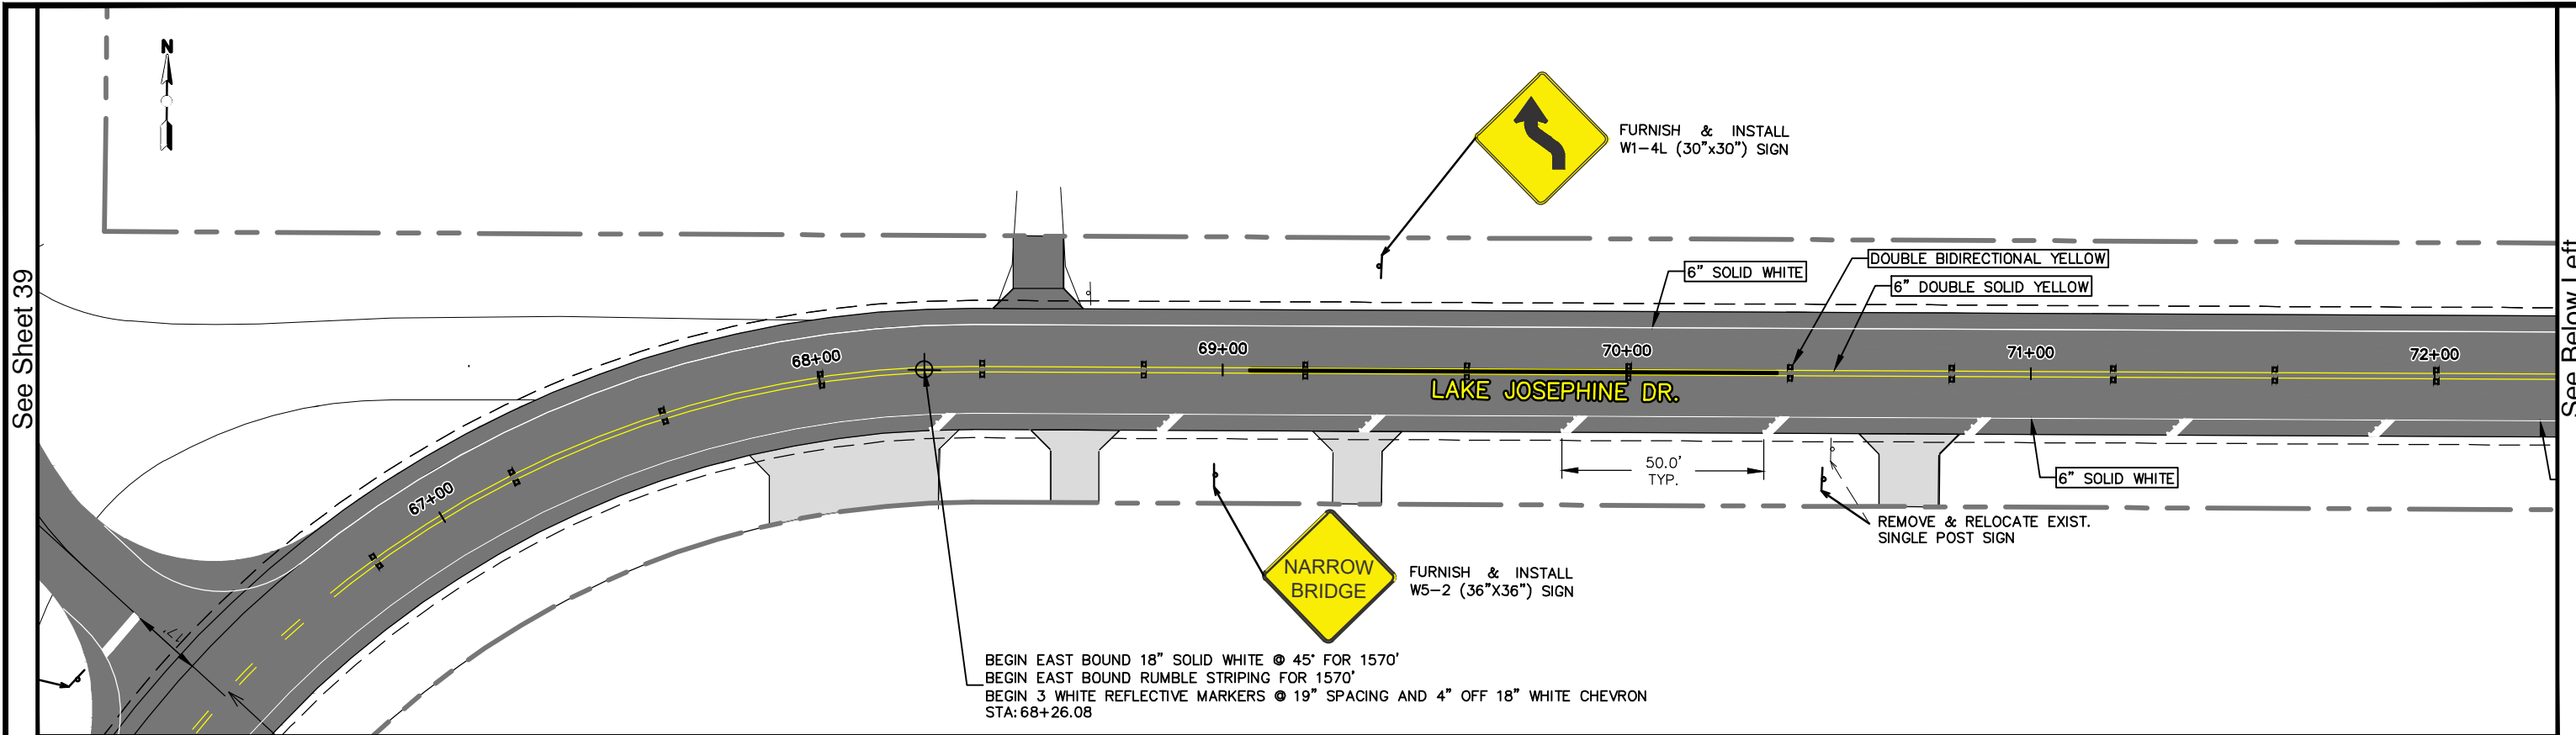 N
See Sheet 39
FURNISH & INSTALL
W1-4L (30"x30") SIGN
6" SOLID WHITE
DOUBLE BIDIRECTIONAL YELLOW
6" DOUBLE SOLID YELLOW
67+00
68+00
69+00
70+00
71+00
72+00
LAKE JOSEPHINE DR.
50.0'
TYP.
6" SOLID WHITE
REMOVE & RELOCATE EXIST.
SINGLE POST SIGN
NARROW
BRIDGE
FURNISH & INSTALL
W5-2 (36"X36") SIGN
BEGIN EAST BOUND 18" SOLID WHITE @ 45° FOR 1570'
BEGIN EAST BOUND RUMBLE STRIPING FOR 1570'
BEGIN 3 WHITE REFLECTIVE MARKERS @ 19" SPACING AND 4" OFF 18" WHITE CHEVRON
STA:68+26.08
See Below Left